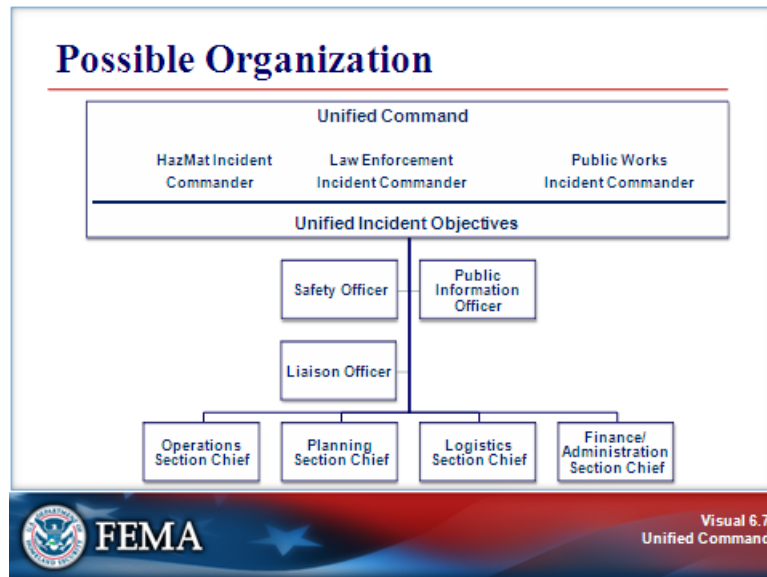 Possible Organization
Unified Command
HazMat Incident
Commander
Law Enforcement
Incident Commander
Public Works
Incident Commander
Unified Incident Objectives
Safety Officer
Public
Information
Officer
Liaison Officer
Operations
Section Chief
Planning
Section Chief
Logistics
Section Chief
Finance/
Administration
Section Chief
FEMA
Visual 6.7
Unified Command